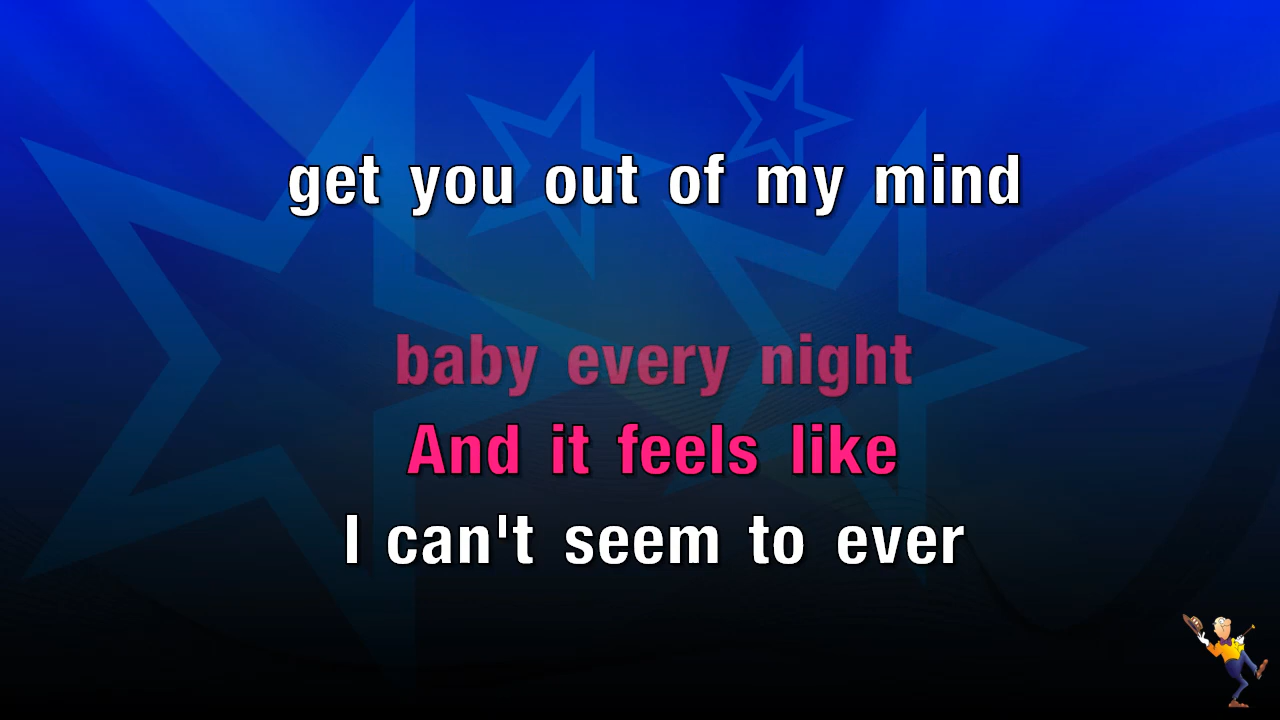 get you out of my mind
baby every night
And it feels like
I can't seem to ever